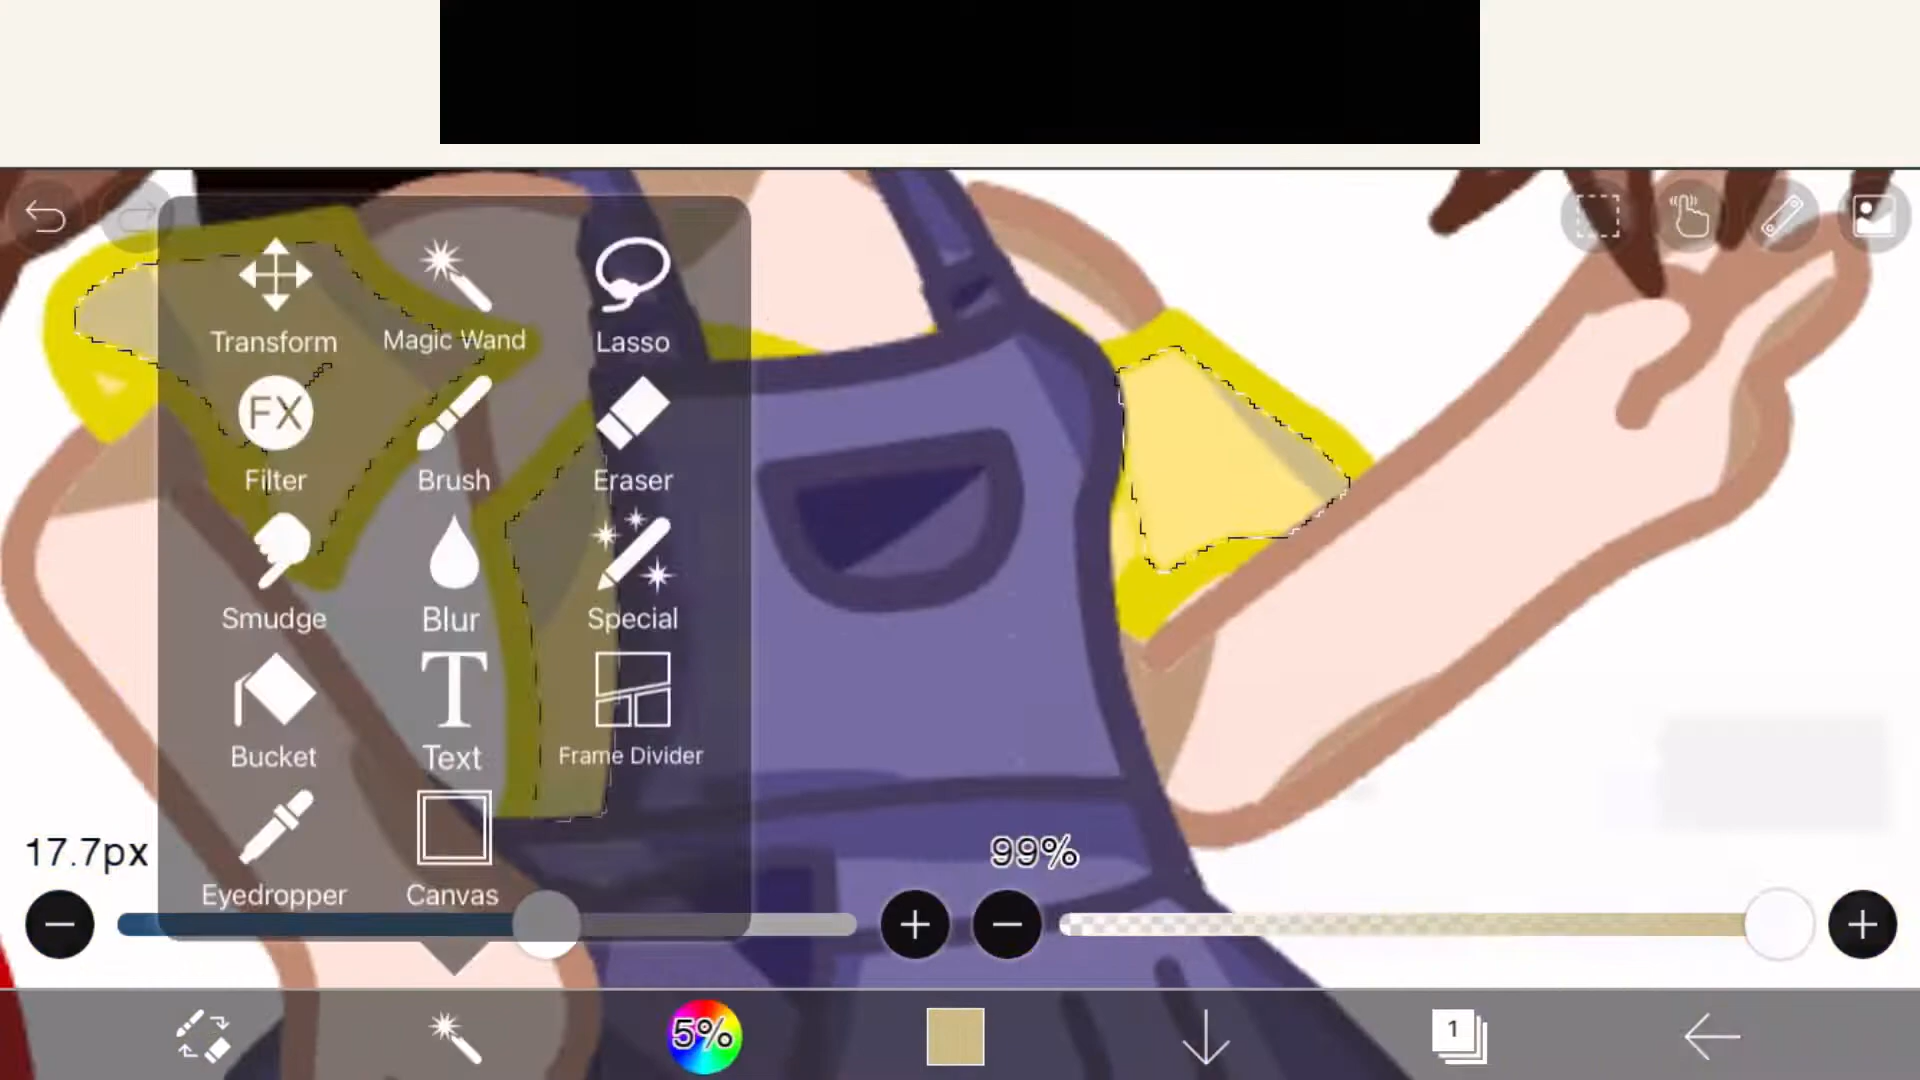 Transform Magic Wand Lasso
FX
Filter Brush Eraser
Smudge Blur Special
T
Bucket Text Frame Divider
17.7px
99%
Eyedropper Canvas
5%
1